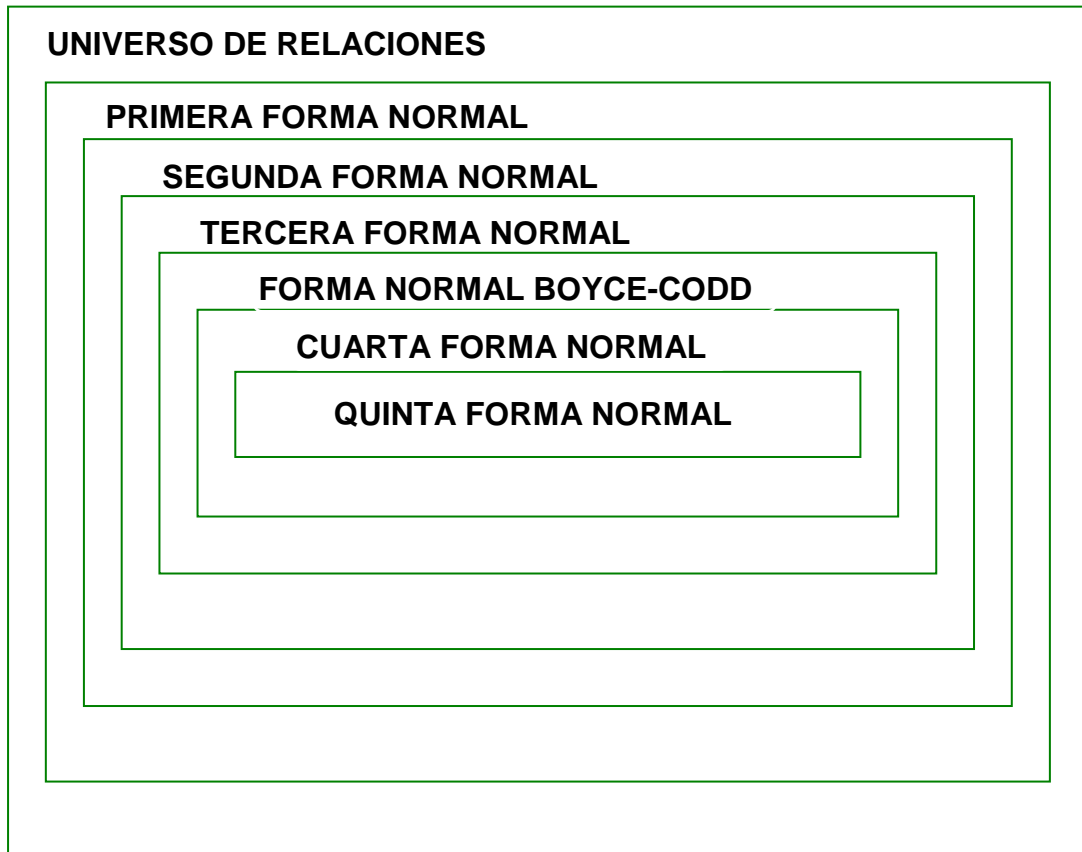 UNIVERSO DE RELACIONES
PRIMERA FORMA NORMAL
SEGUNDA FORMA NORMAL
TERCERA FORMA NORMAL
FORMA NORMAL BOYCE-CODD
CUARTA FORMA NORMAL
QUINTA FORMA NORMAL